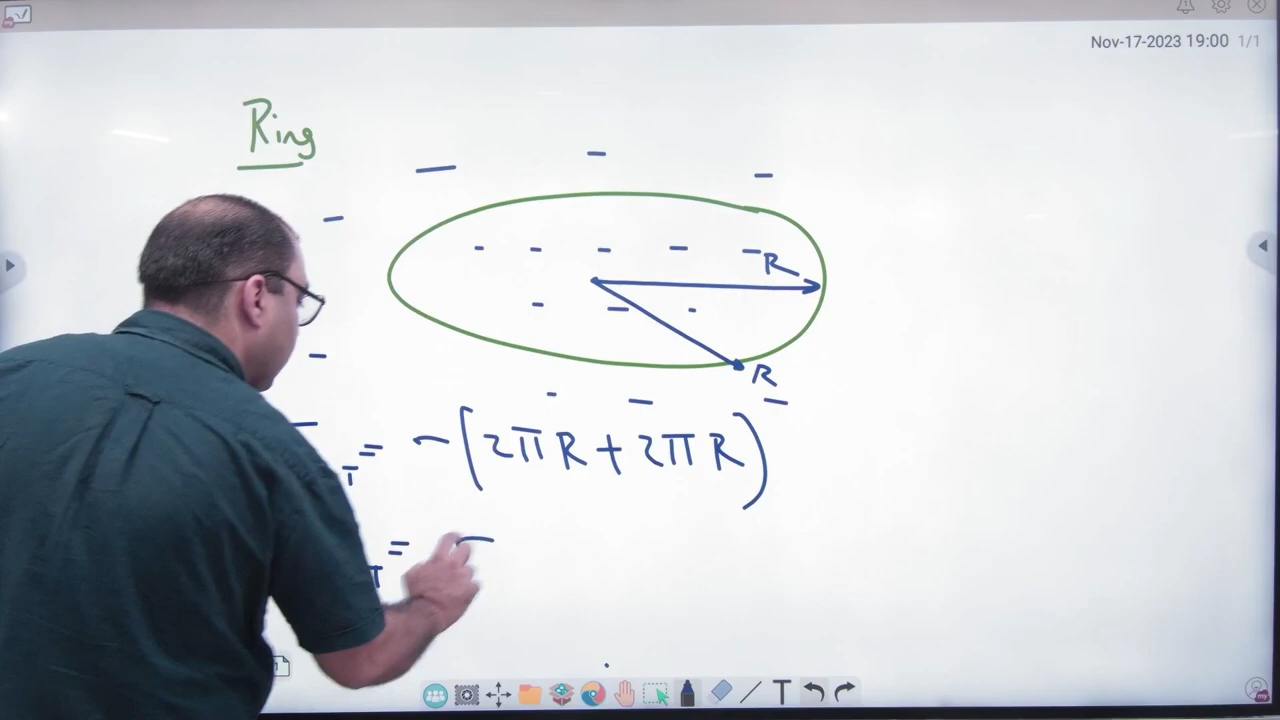 Nov-17-2023 19:00 1/1
Ring
R
R
T = -(2πR + 2πR)
T = -
T